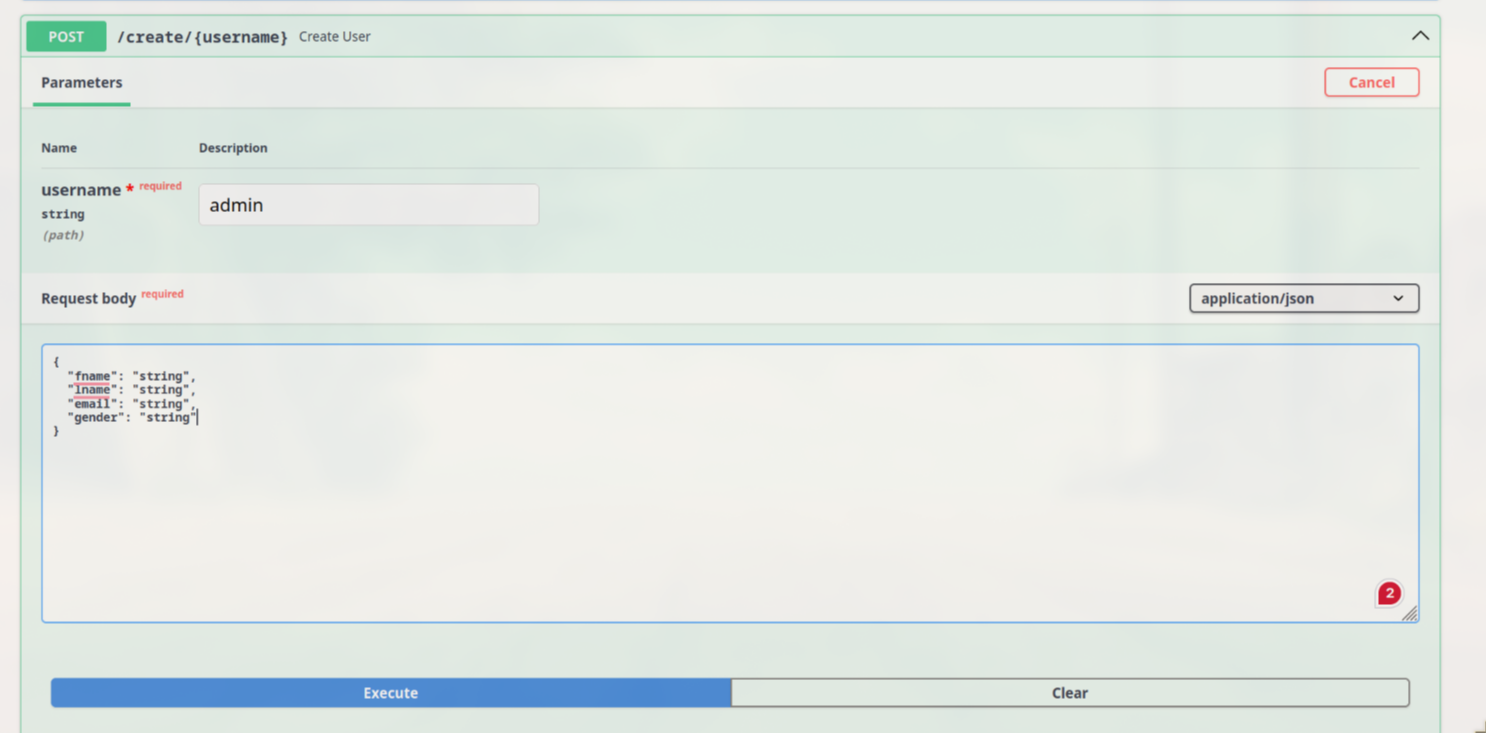 POST /create/{username} Create User
Parameters
Cancel
Name Description
username * required
string
(path)
admin
Request body required
application/json
{
  "fname": "string",
  "lname": "string",
  "email": "string",
  "gender": "string"
}
2
Execute
Clear